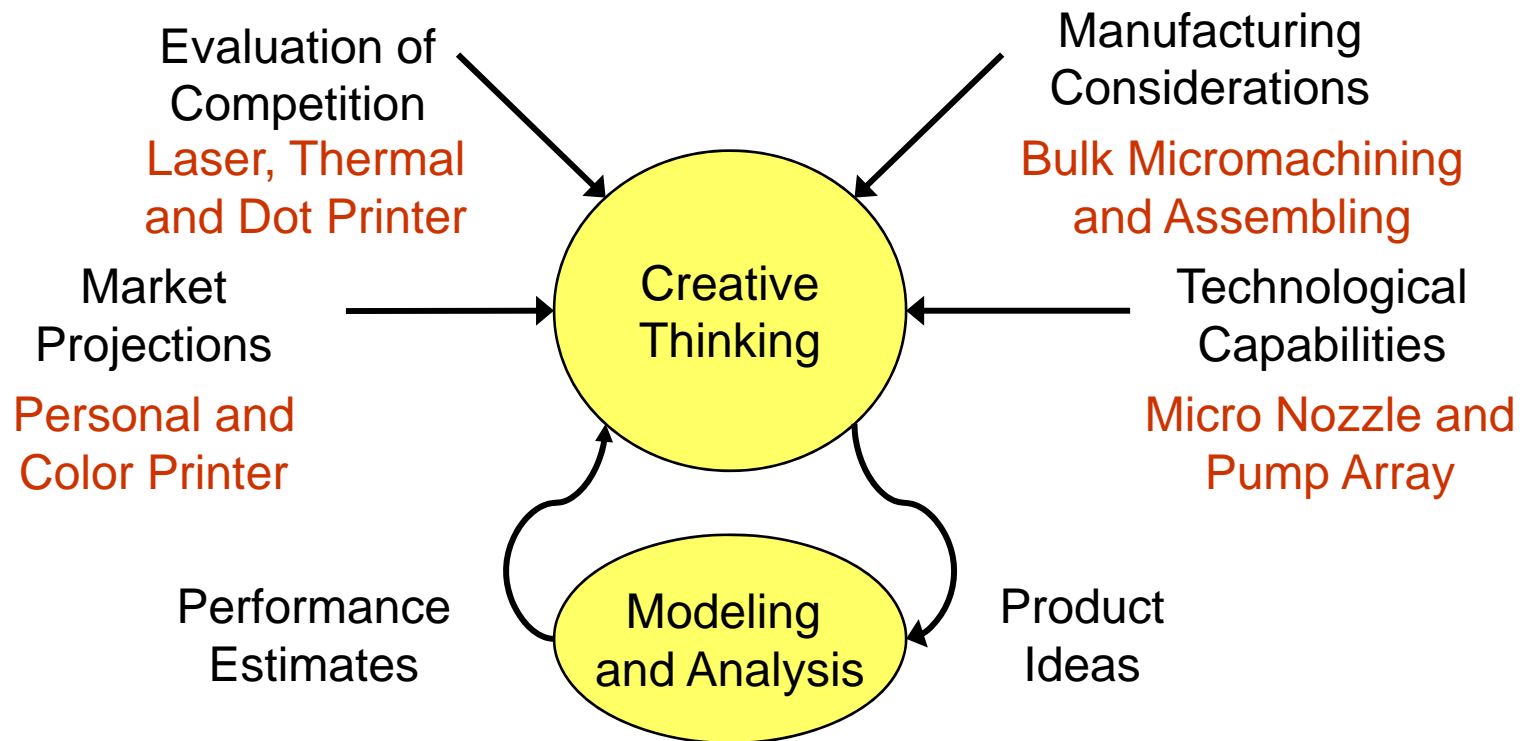 Evaluation of
Competition
Laser, Thermal
and Dot Printer
Manufacturing
Considerations
Bulk Micromachining
and Assembling
Market
Projections
Personal and
Color Printer
Creative
Thinking
Technological
Capabilities
Micro Nozzle and
Pump Array
Performance
Estimates
Modeling
and Analysis
Product
Ideas